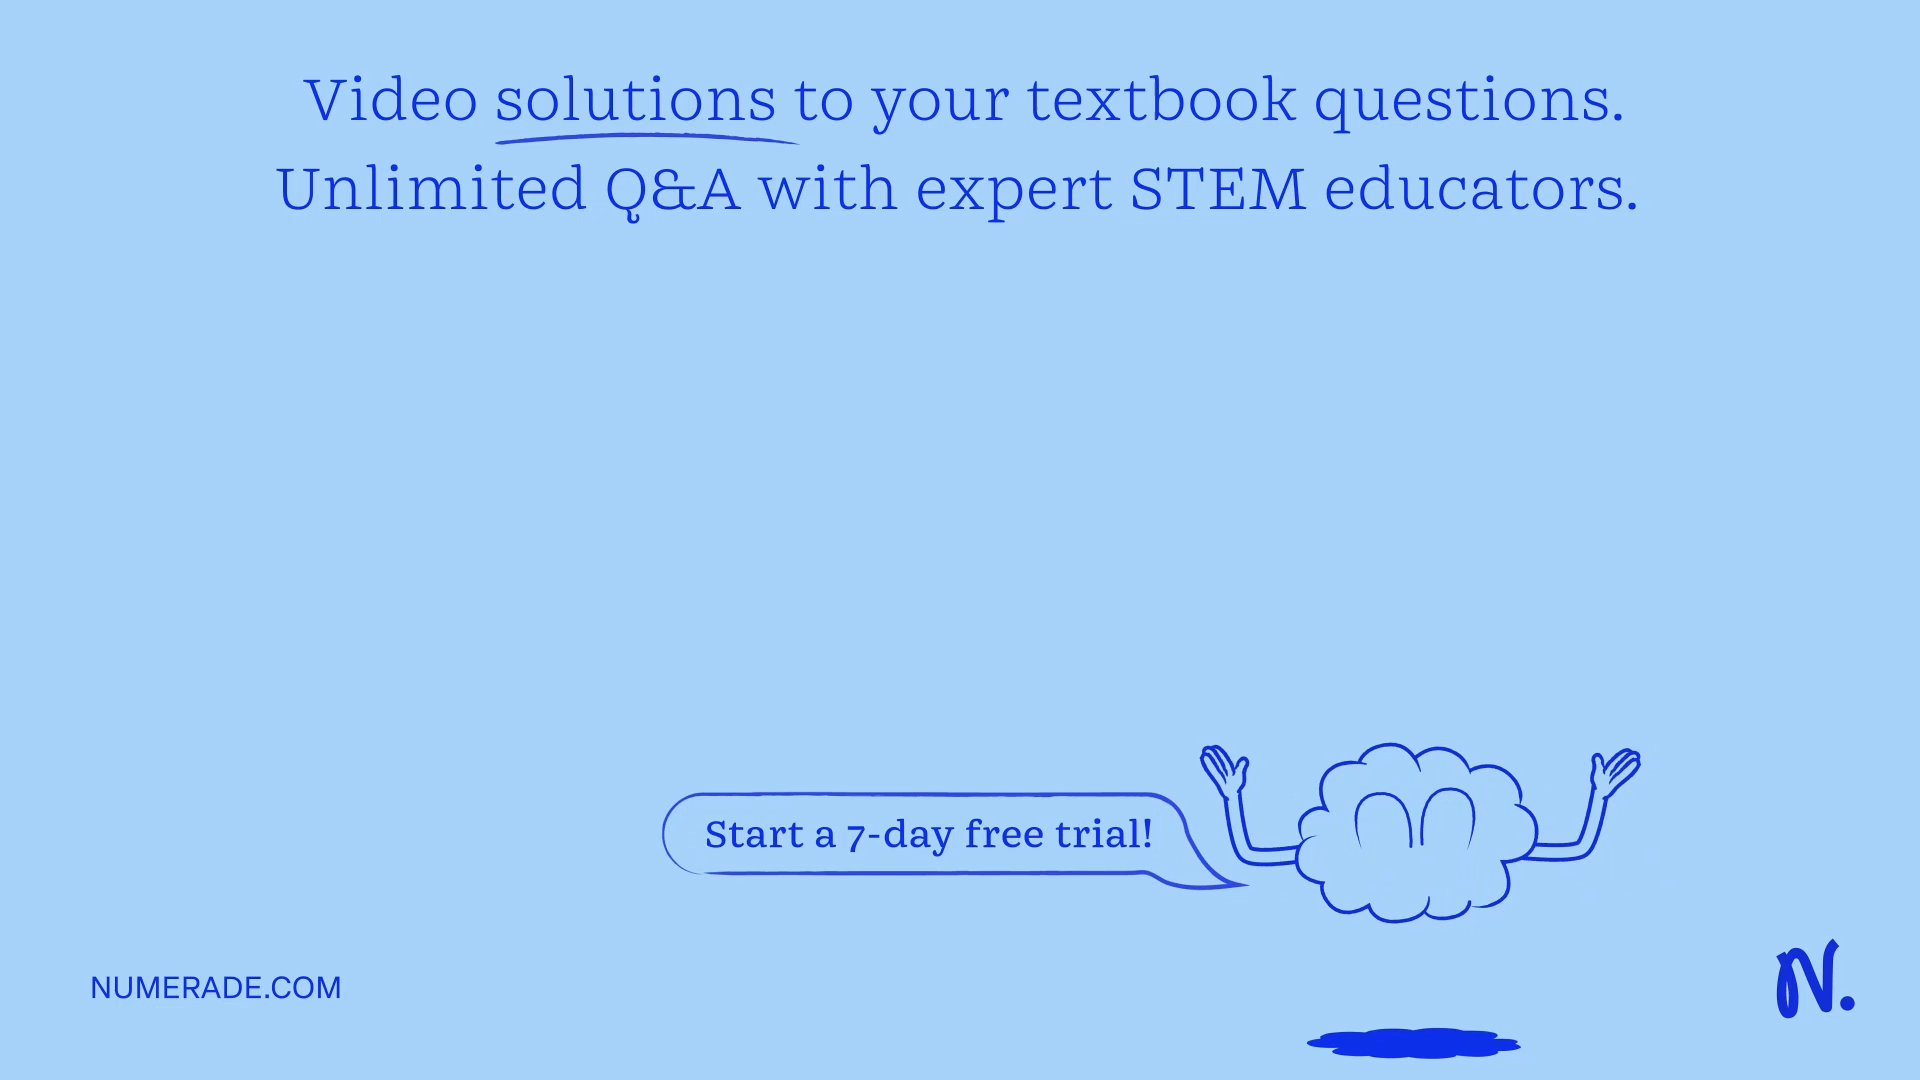 Video solutions to your textbook questions.
Unlimited Q&A with expert STEM educators.
Start a 7-day free trial!
NUMERADE.COM
N.